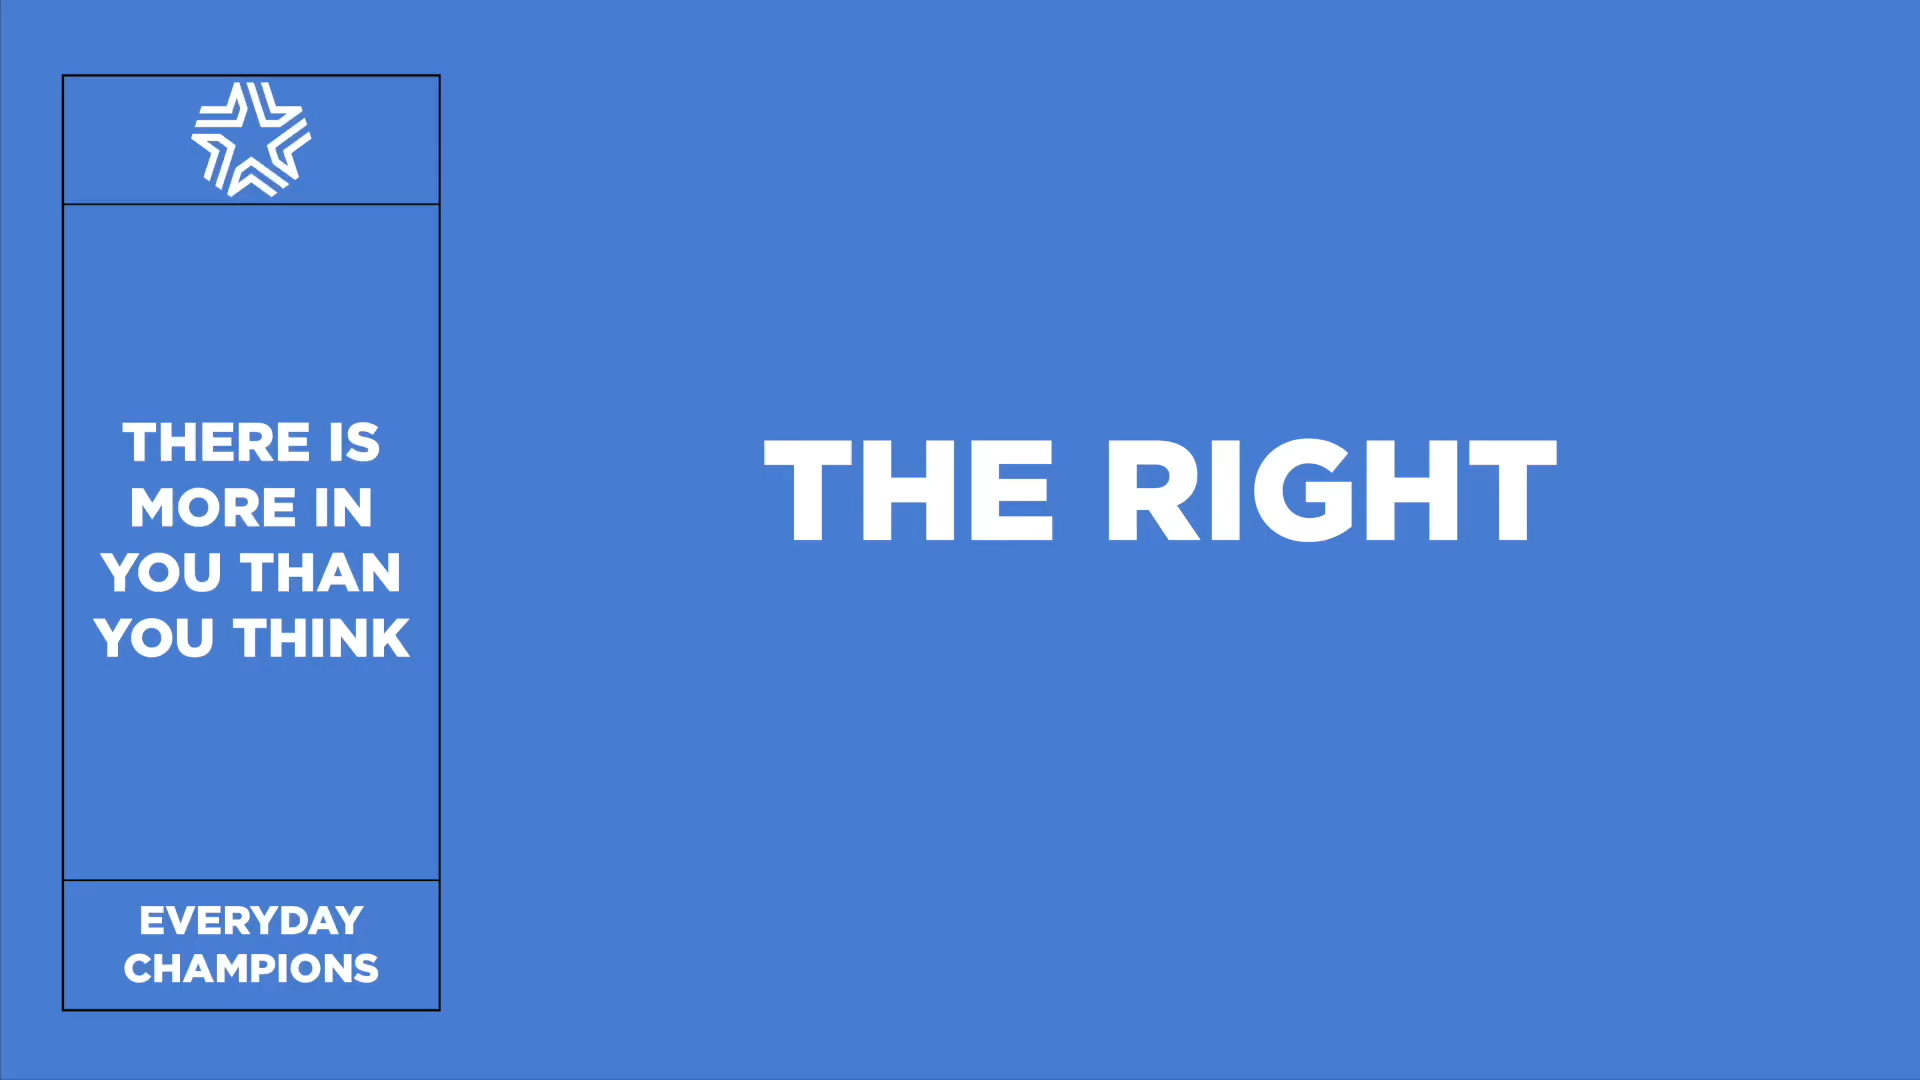 THERE IS
MORE IN
YOU THAN
YOU THINK
EVERYDAY
CHAMPIONS
THE RIGHT